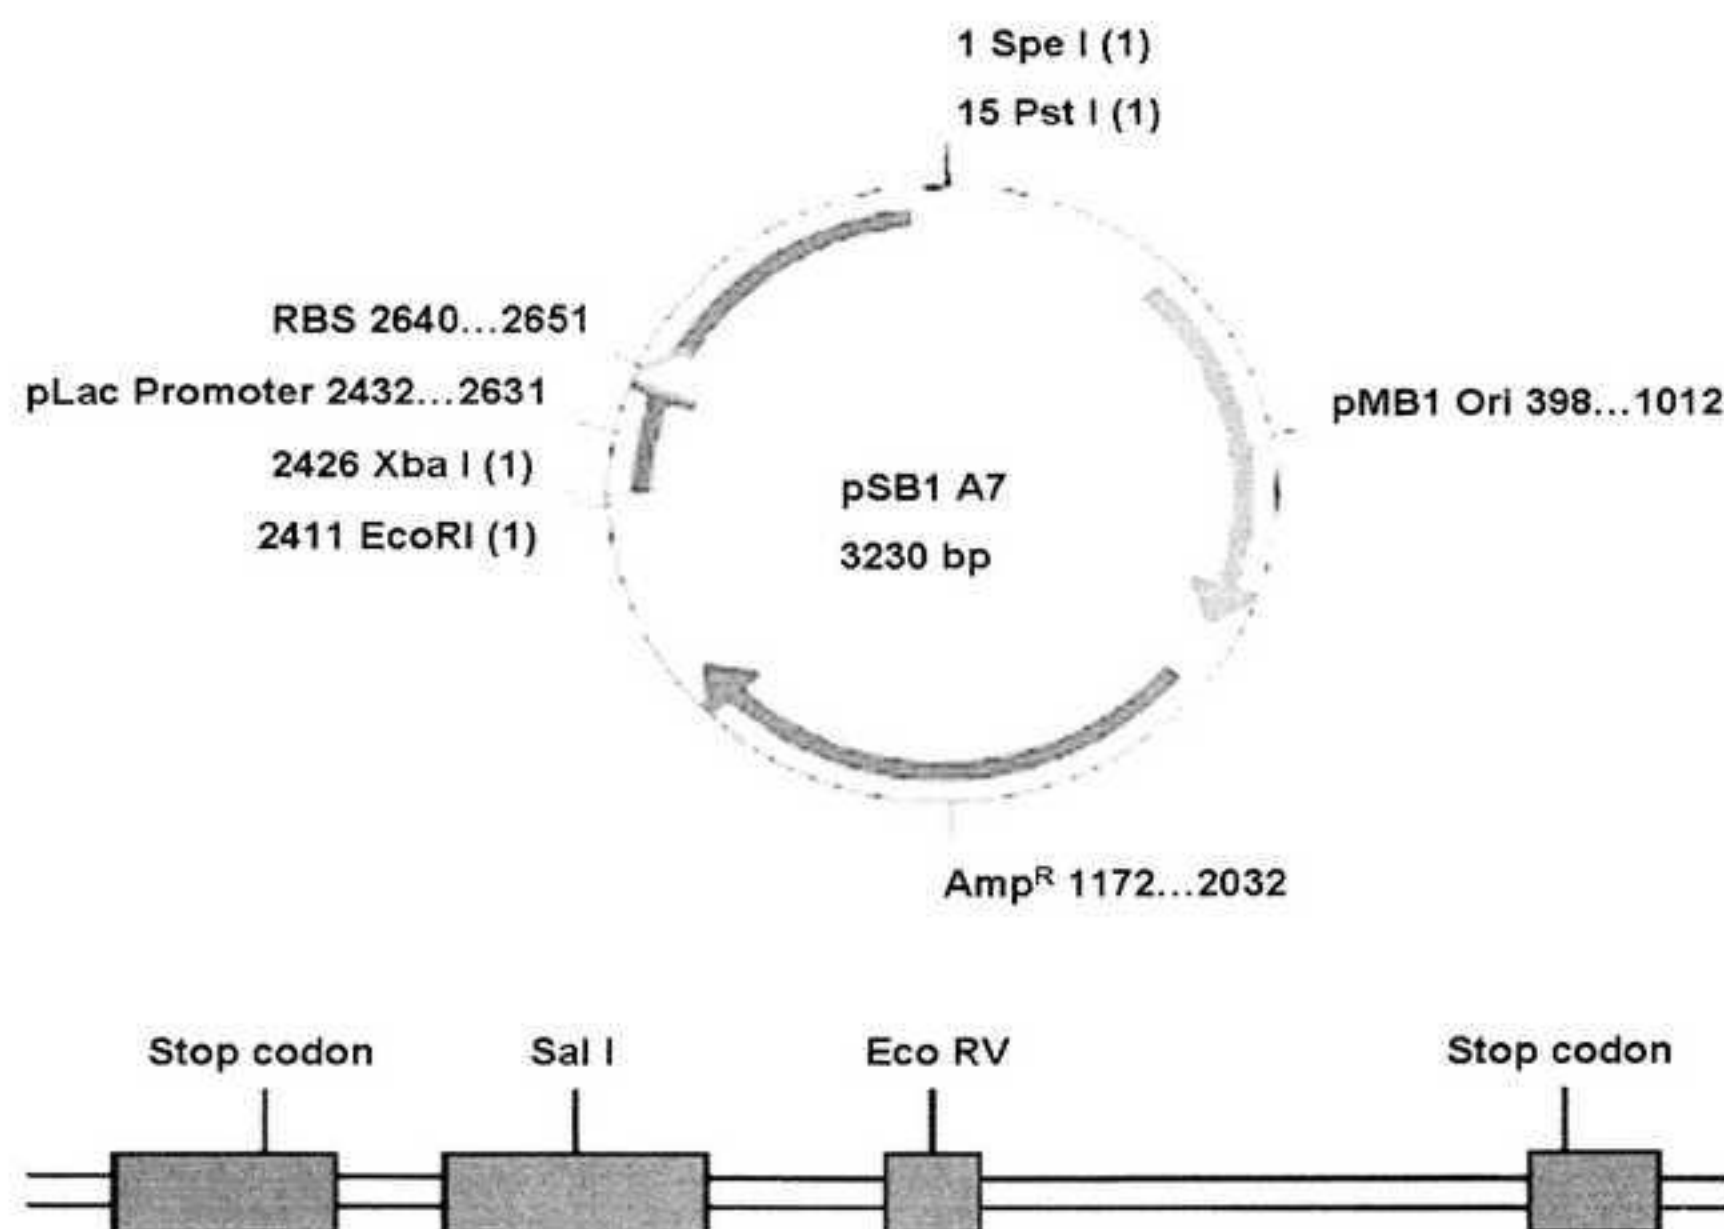 1 Spe I (1)
15 Pst I (1)
RBS 2640...2651
pLac Promoter 2432...2631
pMB1 Ori 398...1012
2426 Xba I (1)
pSB1 A7
2411 EcoRI (1)
3230 bp
Amp^R 1172...2032
Stop codon Sal I Eco RV Stop codon